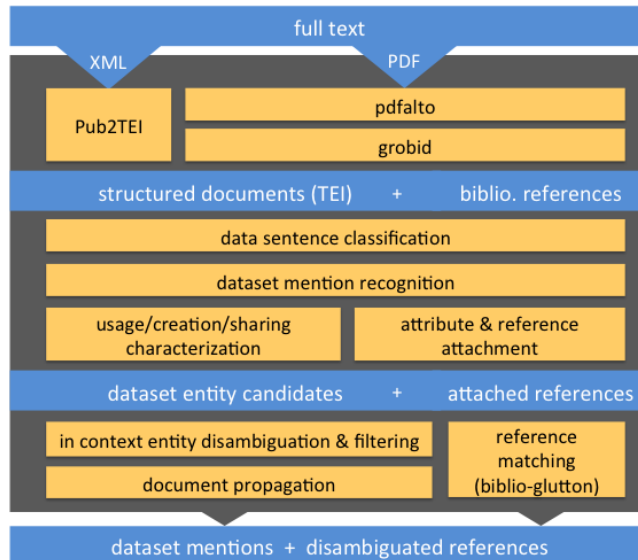 full text
XML
PDF
Pub2TEI
pdfalto
grobid
structured documents (TEI) + biblio. references
data sentence classification
dataset mention recognition
usage/creation/sharing
characterization
attribute & reference
attachment
dataset entity candidates + attached references
in context entity disambiguation & filtering
document propagation
reference
matching
(biblio-glutton)
dataset mentions + disambiguated references